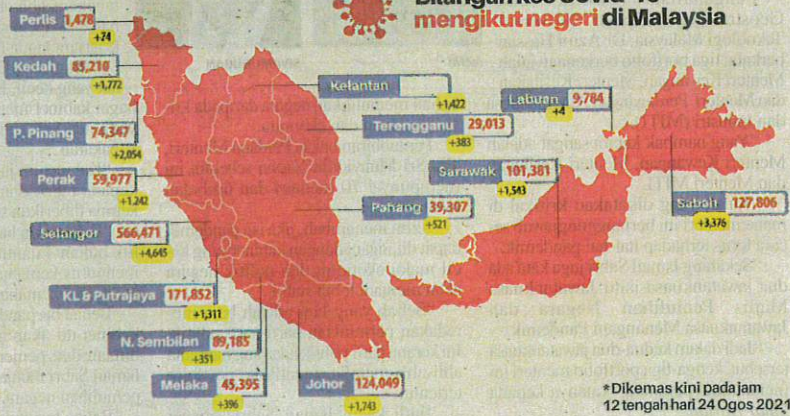 mengikut negeri di Malaysia
Perlis 1,478
+74
Kedah 83,210
+1,772
P. Pinang 74,347
+2,054
Perak 59,977
+1,242
Selangor 566,471
+4,645
KL & Putrajaya 171,852
+1,311
N. Sembilan 89,185
+351
Melaka 45,395
+396
Johor 124,049
+1,743
Kelantan
+1,422
Terengganu 29,013
+383
Pahang 39,307
+521
Labuan 9,784
+4
Sarawak 101,381
+1,543
Sabah 127,806
+3,376
*Dikemas kini pada jam
12 tengah hari 24 Ogos 2021